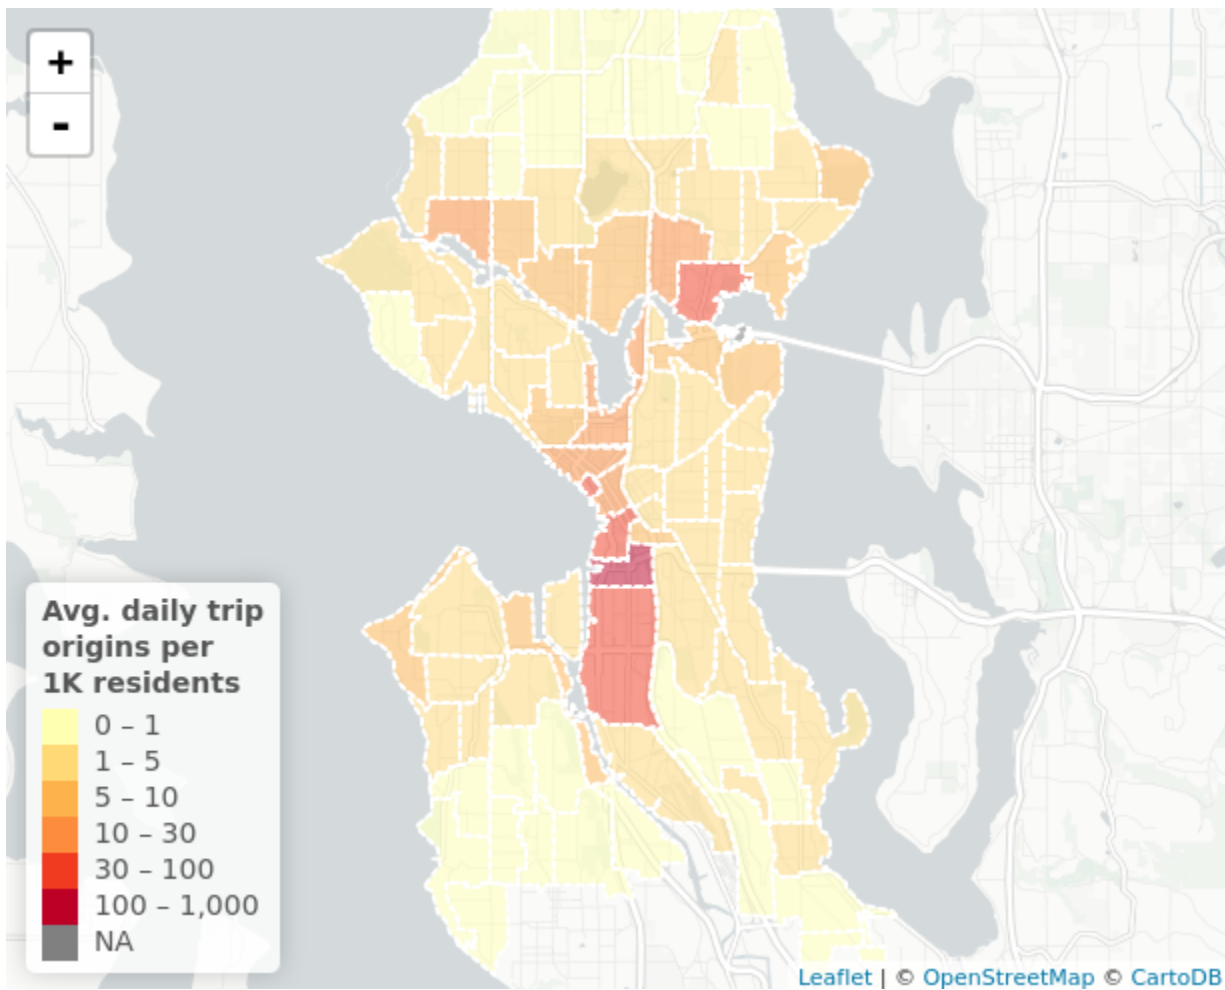 +
-
Avg. daily trip
origins per
1K residents
0 – 1
1 – 5
5 – 10
10 – 30
30 – 100
100 – 1,000
NA
Leaflet | © OpenStreetMap © CartoDB